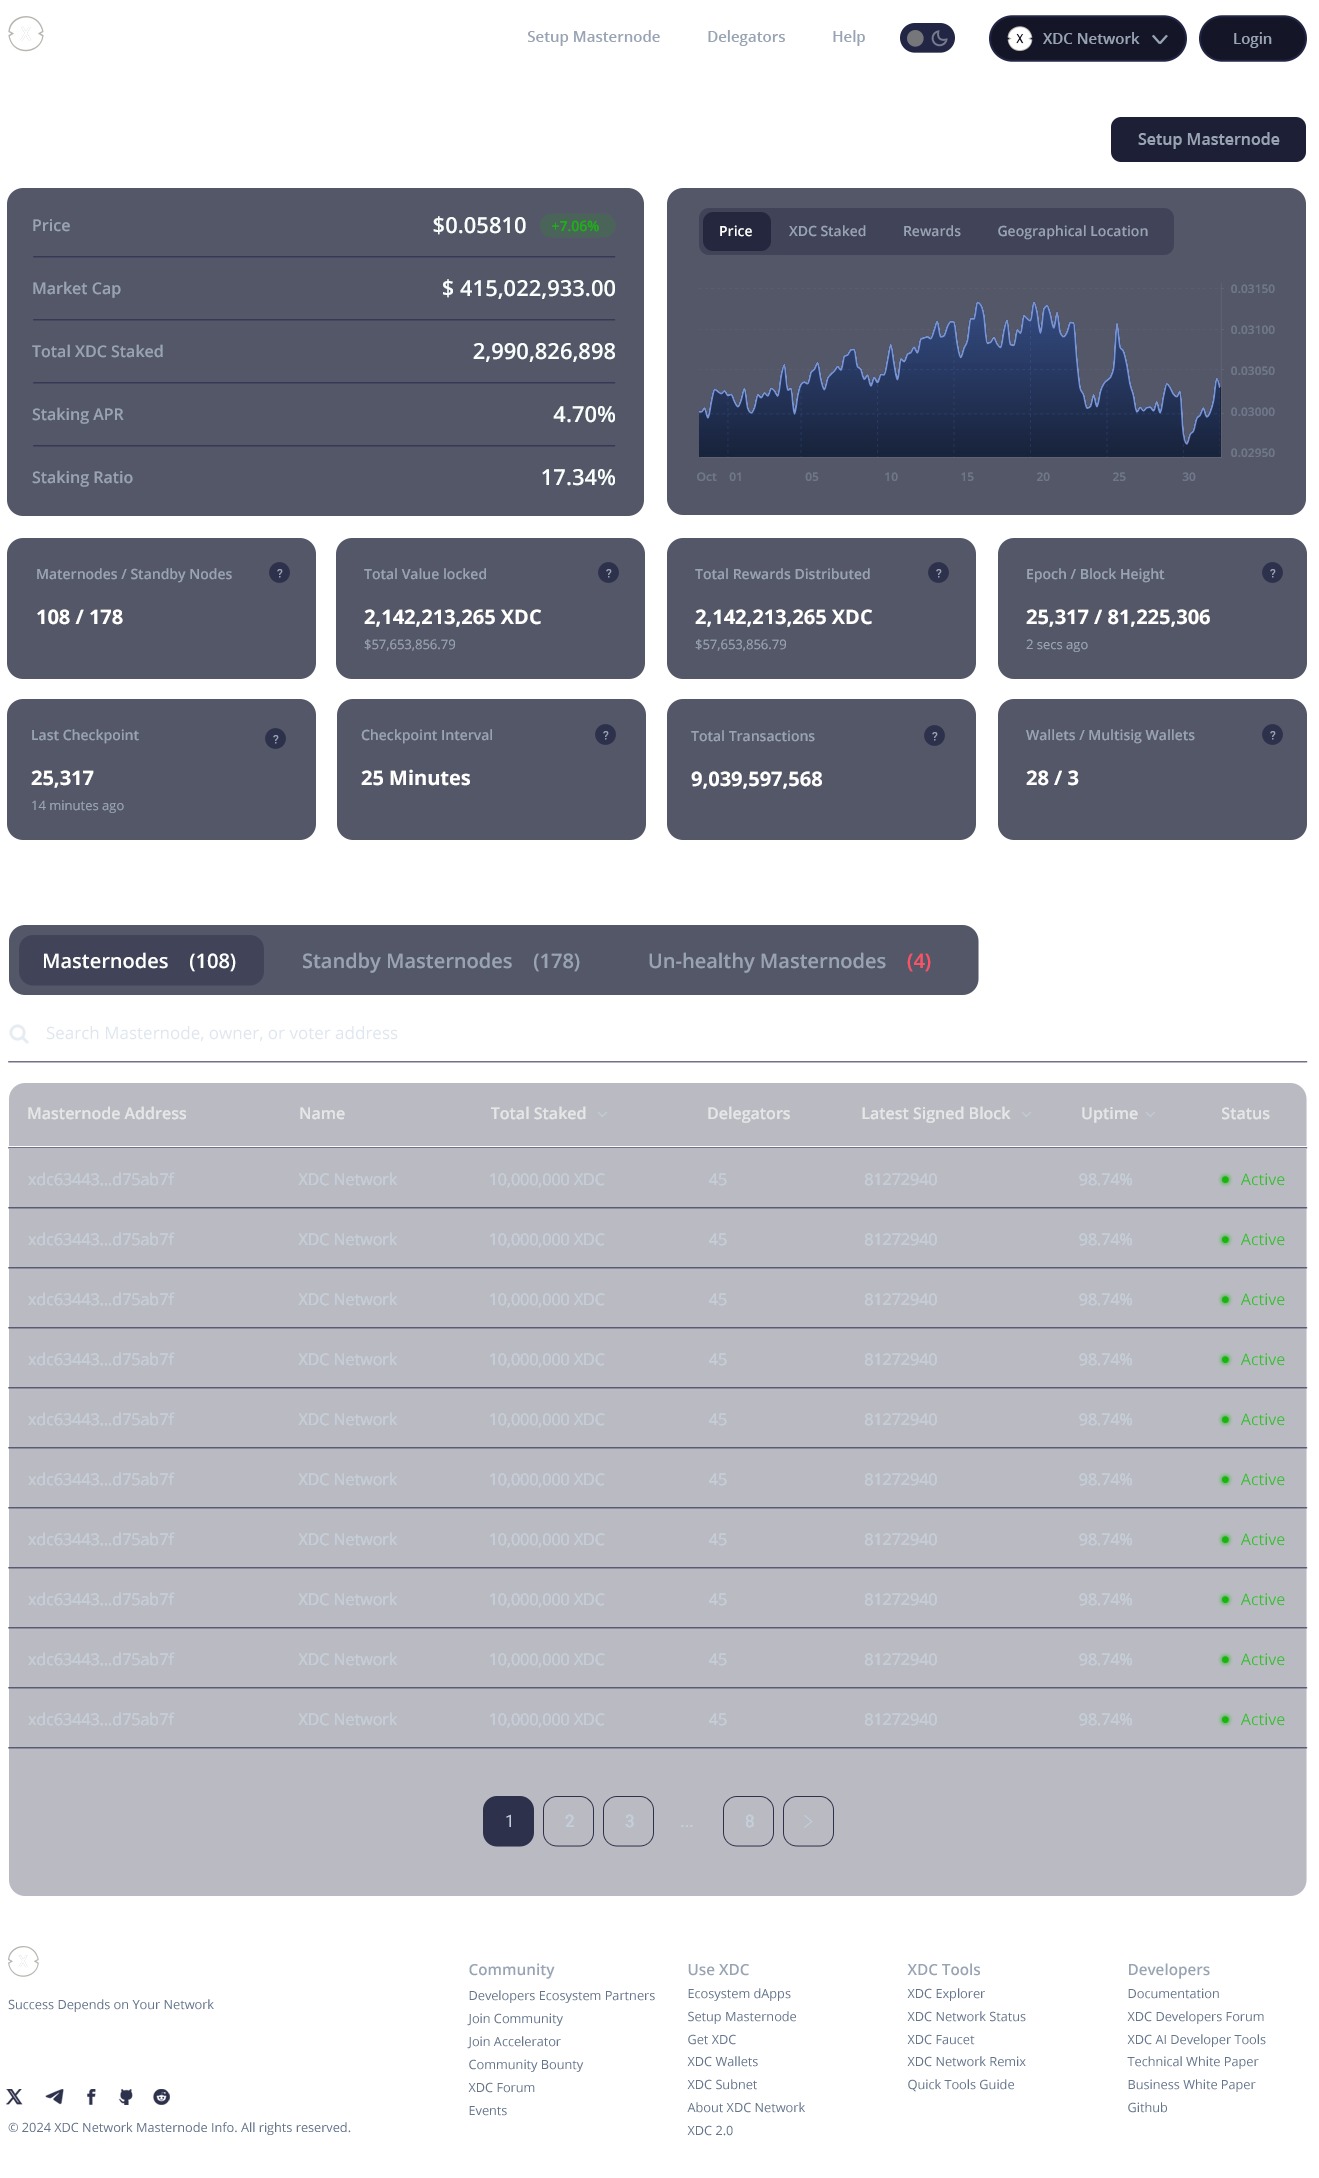 Setup Masternode Delegators Help X XDC Network Login
Setup Masternode
Price $0.05810 +7.06%
Market Cap $ 415,022,933.00
Total XDC Staked 2,990,826,898
Staking APR 4.70%
Staking Ratio 17.34%
Price XDC Staked Rewards Geographical Location
0.03150
0.03100
0.03050
0.03000
0.02950
Oct 01 05 10 15 20 25 30
Maternodes / Standby Nodes ?
108 / 178
Total Value locked ?
2,142,213,265 XDC
$57,653,856.79
Total Rewards Distributed ?
2,142,213,265 XDC
$57,653,856.79
Epoch / Block Height ?
25,317 / 81,225,306
2 secs ago
Last Checkpoint ?
25,317
14 minutes ago
Checkpoint Interval ?
25 Minutes
Total Transactions ?
9,039,597,568
Wallets / Multisig Wallets ?
28 / 3
Masternodes (108) Standby Masternodes (178) Un-healthy Masternodes (4)
Search Masternode, owner, or voter address
Masternode Address Name Total Staked Delegators Latest Signed Block Uptime Status
xdc63443...d75ab7f XDC Network 10,000,000 XDC 45 81272940 98.74% Active
xdc63443...d75ab7f XDC Network 10,000,000 XDC 45 81272940 98.74% Active
xdc63443...d75ab7f XDC Network 10,000,000 XDC 45 81272940 98.74% Active
xdc63443...d75ab7f XDC Network 10,000,000 XDC 45 81272940 98.74% Active
xdc63443...d75ab7f XDC Network 10,000,000 XDC 45 81272940 98.74% Active
xdc63443...d75ab7f XDC Network 10,000,000 XDC 45 81272940 98.74% Active
xdc63443...d75ab7f XDC Network 10,000,000 XDC 45 81272940 98.74% Active
xdc63443...d75ab7f XDC Network 10,000,000 XDC 45 81272940 98.74% Active
xdc63443...d75ab7f XDC Network 10,000,000 XDC 45 81272940 98.74% Active
xdc63443...d75ab7f XDC Network 10,000,000 XDC 45 81272940 98.74% Active
1 2 3 ... 8
Success Depends on Your Network
© 2024 XDC Network Masternode Info. All rights reserved.
Community
Developers Ecosystem Partners
Join Community
Join Accelerator
Community Bounty
XDC Forum
Events
Use XDC
Ecosystem dApps
Setup Masternode
Get XDC
XDC Wallets
XDC Subnet
About XDC Network
XDC 2.0
XDC Tools
XDC Explorer
XDC Network Status
XDC Faucet
XDC Network Remix
Quick Tools Guide
Developers
Documentation
XDC Developers Forum
XDC AI Developer Tools
Technical White Paper
Business White Paper
Github